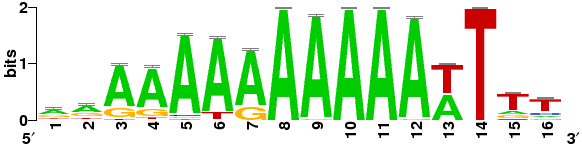 2
1
0
bits
A A A A A A A A A A A A T T T T
G G G T G A
1 2 3 4 5 6 7 8 9 10 11 12 13 14 15 16
5′ 3′